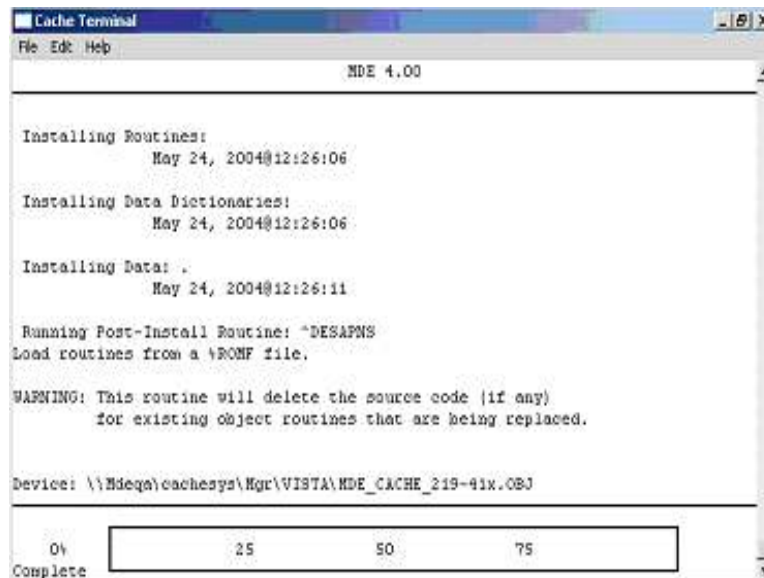 Cache Terminal
File Edit Help
MDE 4.00
Installing Routines:
May 24, 2004@12:26:06
Installing Data Dictionaries:
May 24, 2004@12:26:06
Installing Data: .
May 24, 2004@12:26:11
Running Post-Install Routine: ^DESAPNS
Load routines from a %ROMF file.
WARNING: This routine will delete the source code (if any)
for existing object routines that are being replaced.
Device: \\Mdeqa\cachesys\Mgr\VISTA\MDE_CACHE_219-41x.OBJ
0% 25 50 75
Complete